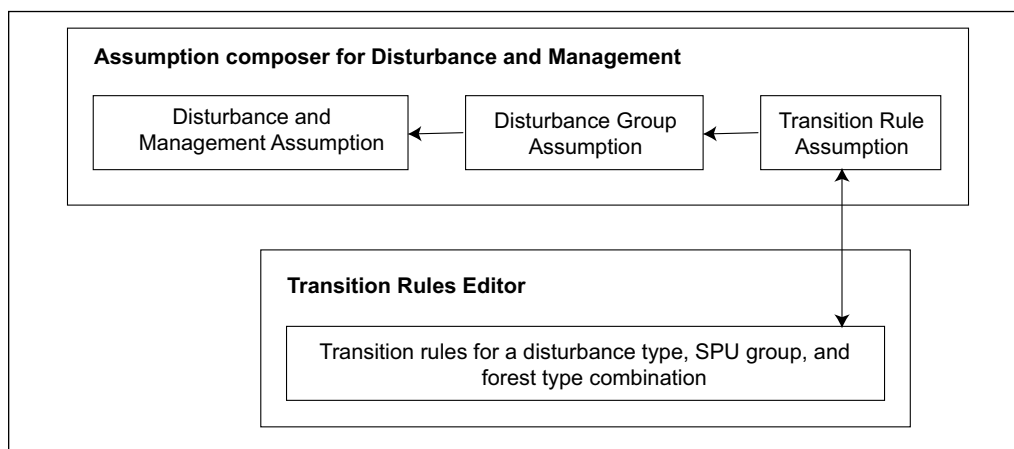 Assumption composer for Disturbance and Management
Disturbance and
Management Assumption
Disturbance Group
Assumption
Transition Rule
Assumption
Transition Rules Editor
Transition rules for a disturbance type, SPU group, and
forest type combination